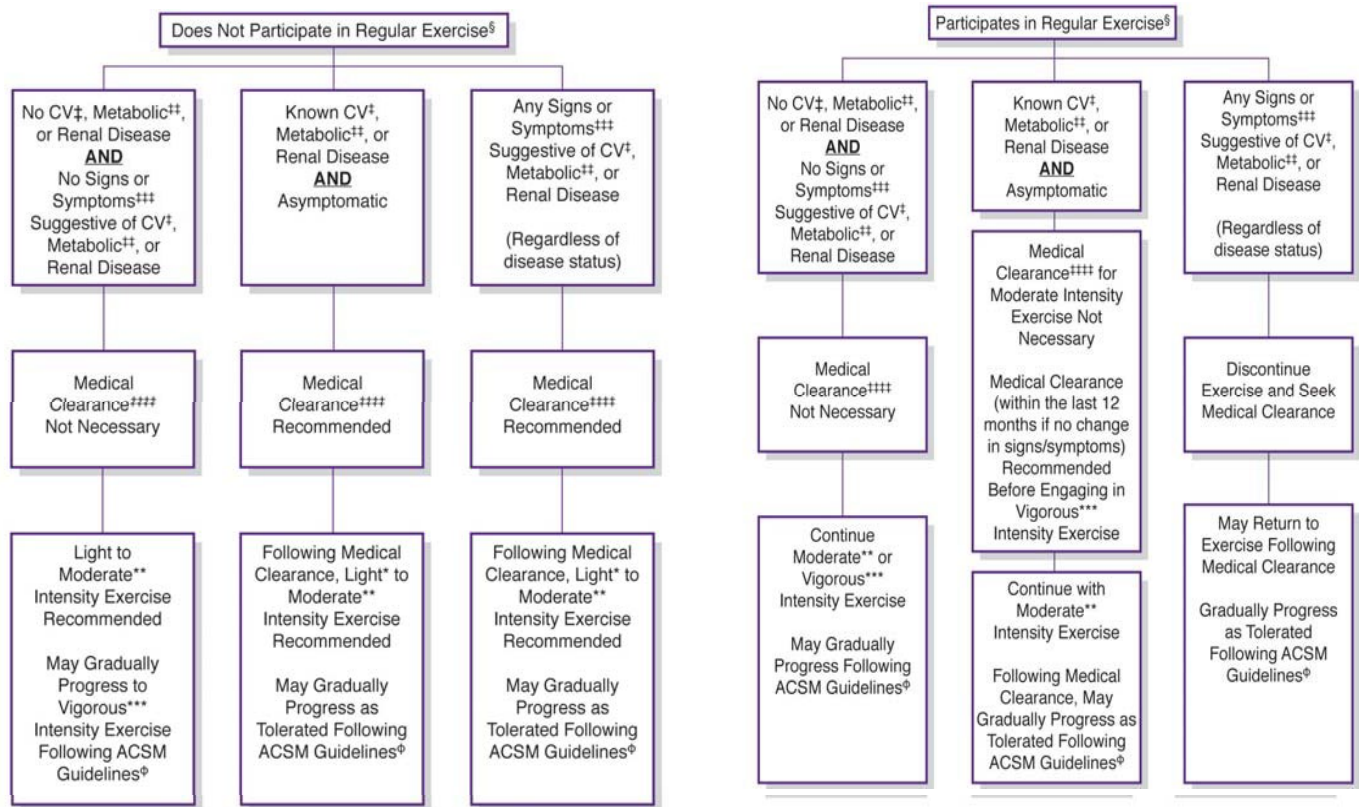 Does Not Participate in Regular Exercise§
No CV‡, Metabolic‡‡,
or Renal Disease
AND
No Signs or
Symptoms‡‡‡
Suggestive of CV‡,
Metabolic‡‡, or
Renal Disease
Medical
Clearance‡‡‡‡
Not Necessary
Light to
Moderate**
Intensity Exercise
Recommended
May Gradually
Progress to
Vigorous***
Intensity Exercise
Following ACSM
Guidelinesᶲ
Known CV‡,
Metabolic‡‡, or
Renal Disease
AND
Asymptomatic
Medical
Clearance‡‡‡‡
Recommended
Following Medical
Clearance, Light* to
Moderate**
Intensity Exercise
Recommended
May Gradually
Progress as
Tolerated Following
ACSM Guidelinesᶲ
Any Signs or
Symptoms‡‡‡
Suggestive of CV‡,
Metabolic‡‡, or
Renal Disease
(Regardless of
disease status)
Medical
Clearance‡‡‡‡
Recommended
Following Medical
Clearance, Light* to
Moderate**
Intensity Exercise
Recommended
May Gradually
Progress as
Tolerated Following
ACSM Guidelinesᶲ
Participates in Regular Exercise§
No CV‡, Metabolic‡‡,
or Renal Disease
AND
No Signs or
Symptoms‡‡‡
Suggestive of CV‡,
Metabolic‡‡, or
Renal Disease
Medical
Clearance‡‡‡‡
Not Necessary
Continue
Moderate** or
Vigorous***
Intensity Exercise
May Gradually
Progress Following
ACSM Guidelinesᶲ
Known CV‡,
Metabolic‡‡, or
Renal Disease
AND
Asymptomatic
Medical
Clearance‡‡‡‡ for
Moderate Intensity
Exercise Not
Necessary
Medical Clearance
(within the last 12
months if no change
in signs/symptoms)
Recommended
Before Engaging in
Vigorous***
Intensity Exercise
Continue with
Moderate**
Intensity Exercise
Following Medical
Clearance, May
Gradually Progress as
Tolerated Following
ACSM Guidelinesᶲ
Any Signs or
Symptoms‡‡‡
Suggestive of CV‡,
Metabolic‡‡, or
Renal Disease
(Regardless of
disease status)
Discontinue
Exercise and Seek
Medical Clearance
May Return to
Exercise Following
Medical Clearance
Gradually Progress
as Tolerated
Following ACSM
Guidelinesᶲ